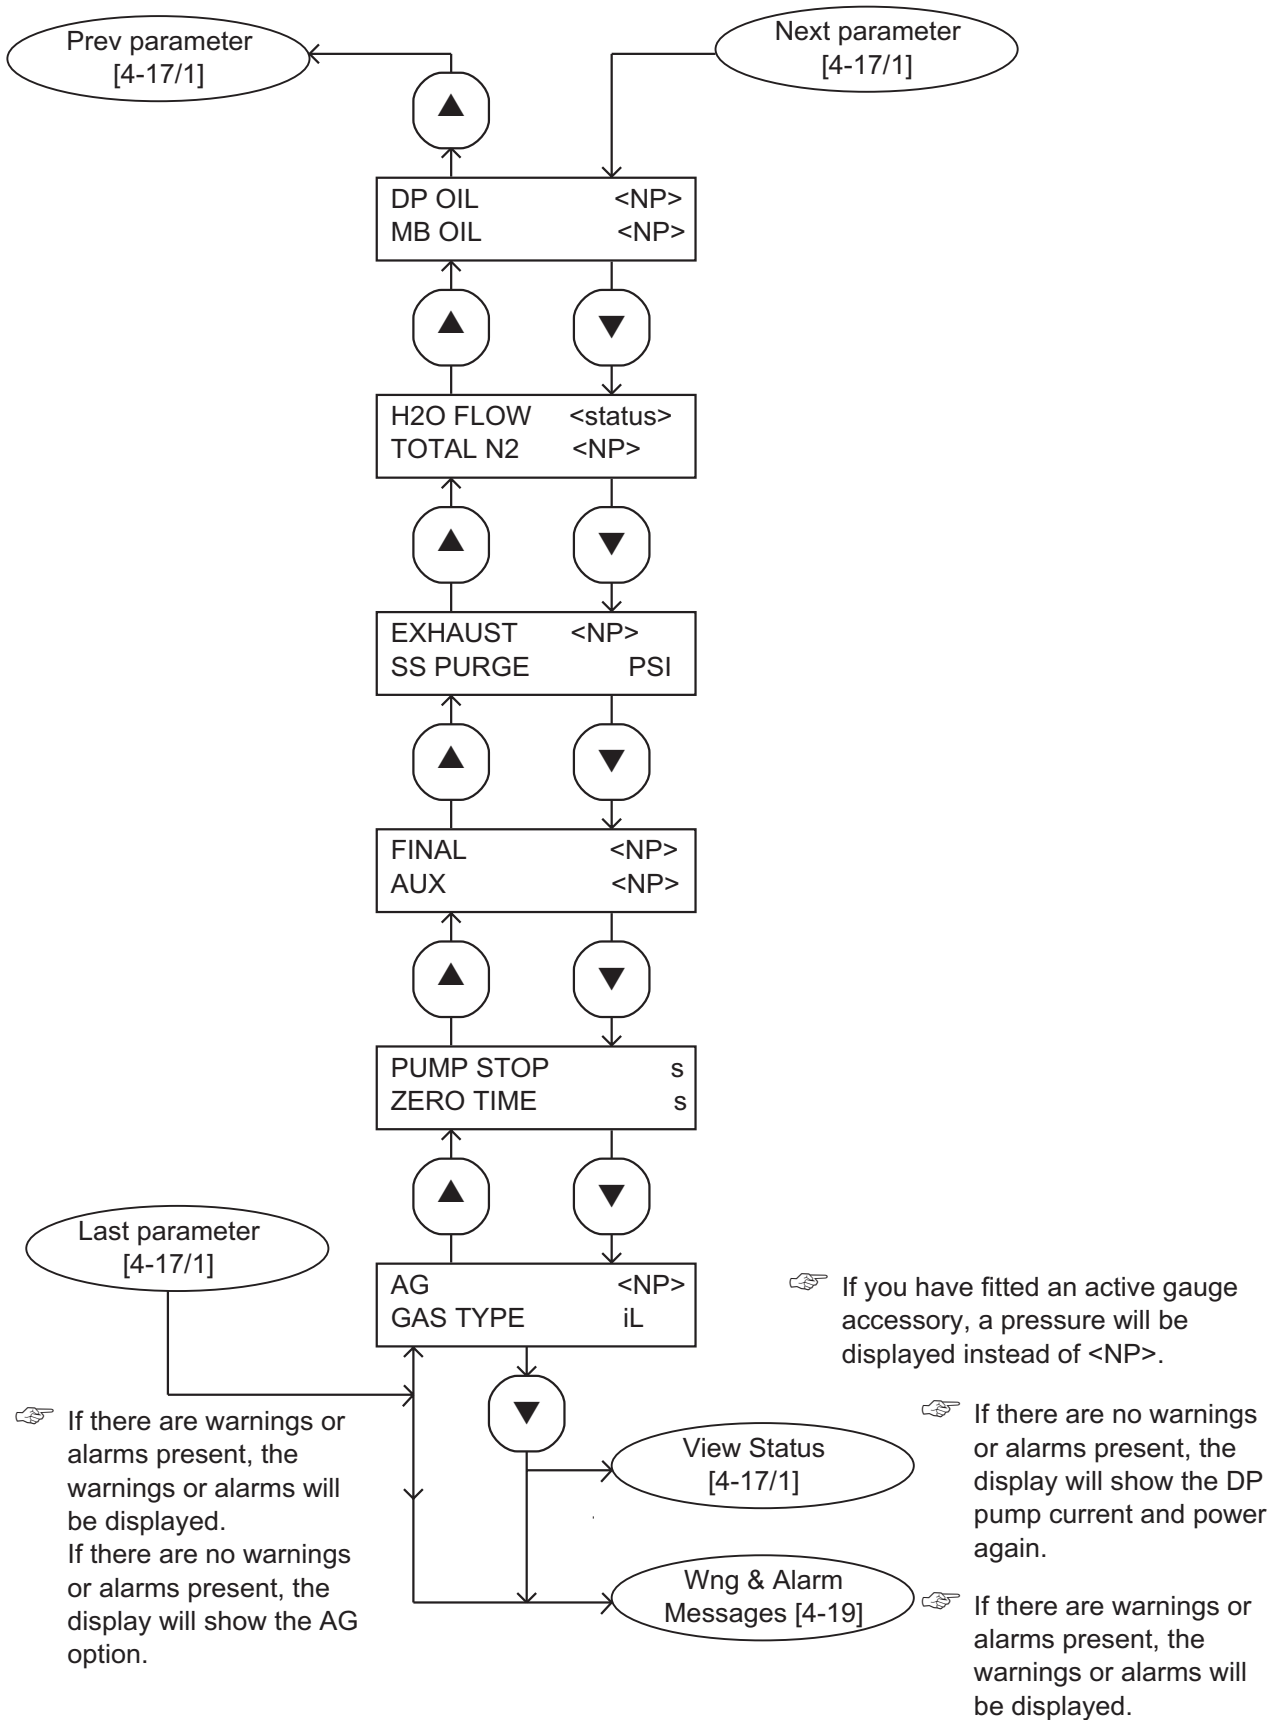 Prev parameter
[4-17/1]
Next parameter
[4-17/1]
▲
DP OIL <NP>
MB OIL <NP>
▲ ▼
H2O FLOW <status>
TOTAL N2 <NP>
▲ ▼
EXHAUST <NP>
SS PURGE PSI
▲ ▼
FINAL <NP>
AUX <NP>
▲ ▼
PUMP STOP s
ZERO TIME s
▲ ▼
Last parameter
[4-17/1]
AG <NP>
GAS TYPE iL
☞ If you have fitted an active gauge
accessory, a pressure will be
displayed instead of <NP>.
▼
☞ If there are warnings or
alarms present, the
warnings or alarms will
be displayed.
If there are no warnings
or alarms present, the
display will show the AG
option.
View Status
[4-17/1]
☞ If there are no warnings
or alarms present, the
display will show the DP
pump current and power
again.
Wng & Alarm
Messages [4-19]
☞ If there are warnings or
alarms present, the
warnings or alarms will
be displayed.